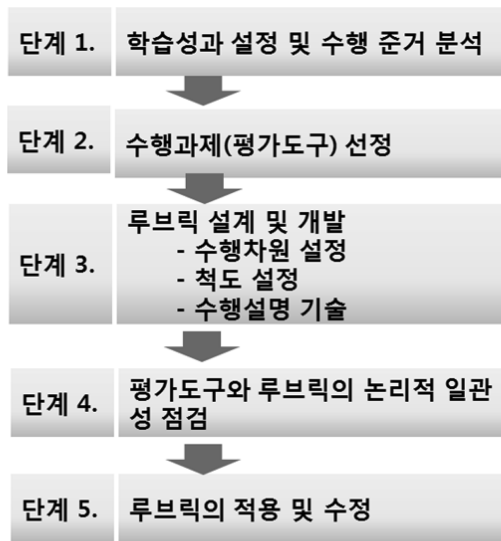 단계 1. 학습성과 설정 및 수행 준거 분석
단계 2. 수행과제(평가도구) 선정
단계 3. 루브릭 설계 및 개발
- 수행차원 설정
- 척도 설정
- 수행설명 기술
단계 4. 평가도구와 루브릭의 논리적 일관
성 점검
단계 5. 루브릭의 적용 및 수정